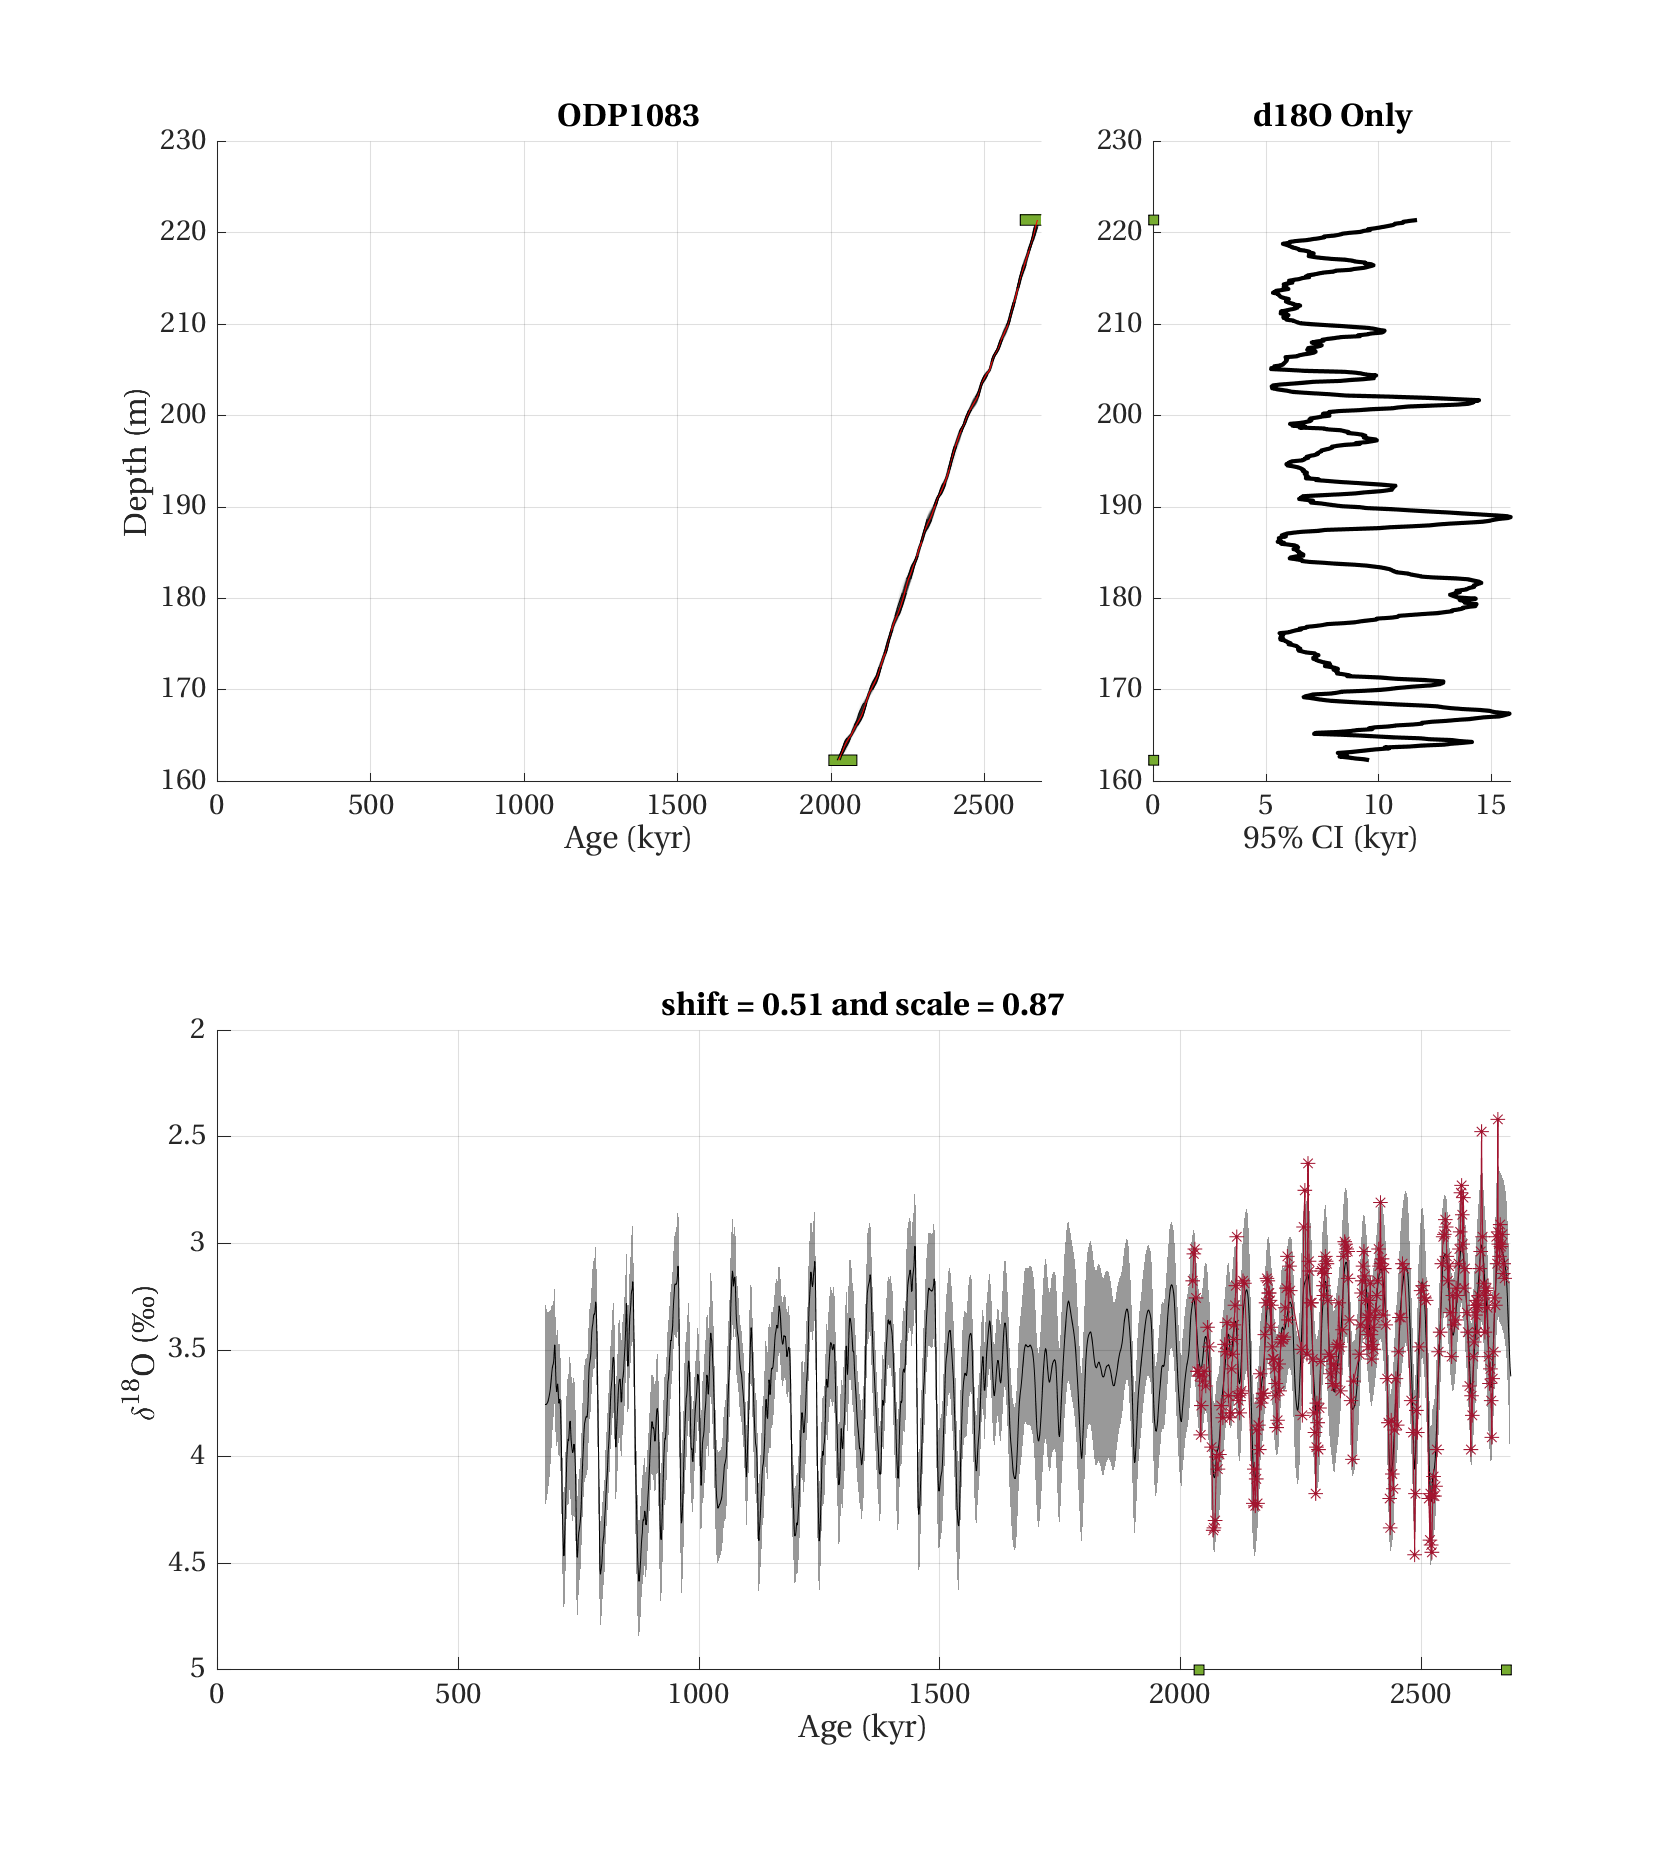 ODP1083
230
220
210
200
190
180
170
160
Depth (m)
0 500 1000 1500 2000 2500
Age (kyr)
d18O Only
230
220
210
200
190
180
170
160
0 5 10 15
95% CI (kyr)
shift = 0.51 and scale = 0.87
2
2.5
3
3.5
4
4.5
5
δ18O (‰)
0 500 1000 1500 2000 2500
Age (kyr)